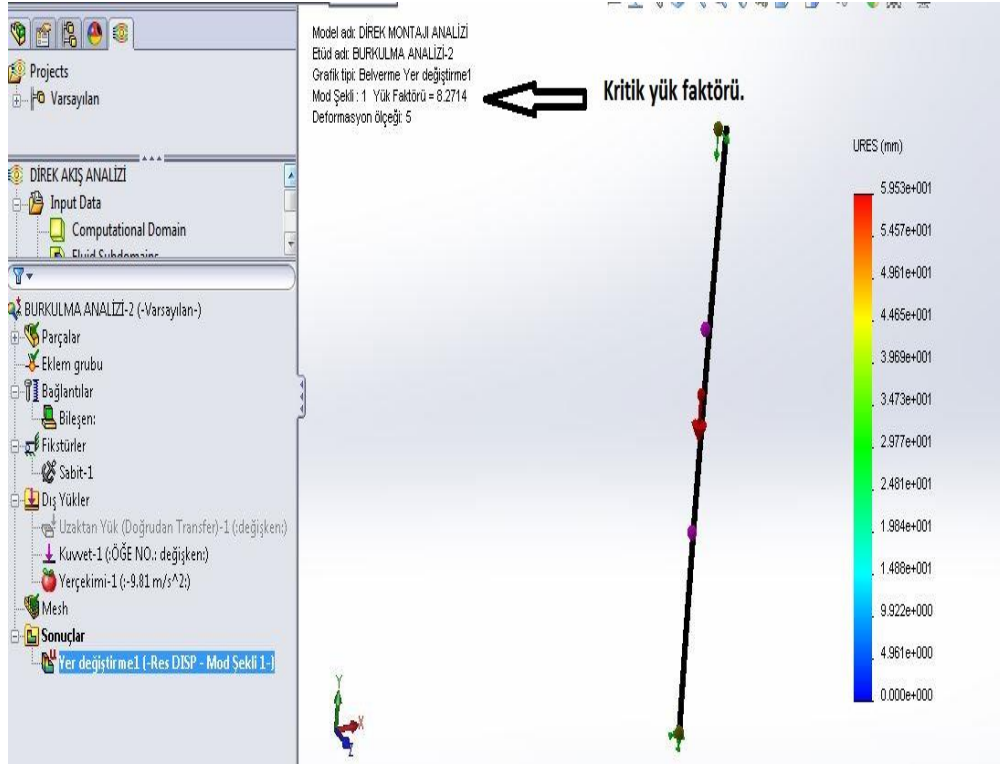 Projects
Varsayılan
DİREK AKIŞ ANALİZİ
Input Data
Computational Domain
Fluid Subdomains
BURKULMA ANALİZİ-2 (-Varsayılan-)
Parçalar
Eklem grubu
Bağlantılar
Bileşen:
Fikstürler
Sabit-1
Dış Yükler
Uzaktan Yük (Doğrudan Transfer)-1 (:değişken:)
Kuvvet-1 (:ÖĞE NO.: değişken:)
Yerçekimi-1 (:-9.81 m/s^2:)
Mesh
Sonuçlar
Yer değiştirme1 (-Res DISP - Mod Şekli 1-)
Model adı: DİREK MONTAJI ANALİZİ
Etüd adı: BURKULMA ANALİZİ-2
Grafik tipi: Belverme Yer değiştirme1
Mod Şekli : 1 Yük Faktörü = 8.2714
Deformasyon ölçeği: 5
Kritik yük faktörü.
URES (mm)
5.953e+001
5.457e+001
4.961e+001
4.465e+001
3.969e+001
3.473e+001
2.977e+001
2.481e+001
1.984e+001
1.488e+001
9.922e+000
4.961e+000
0.000e+000
Y
X
Z